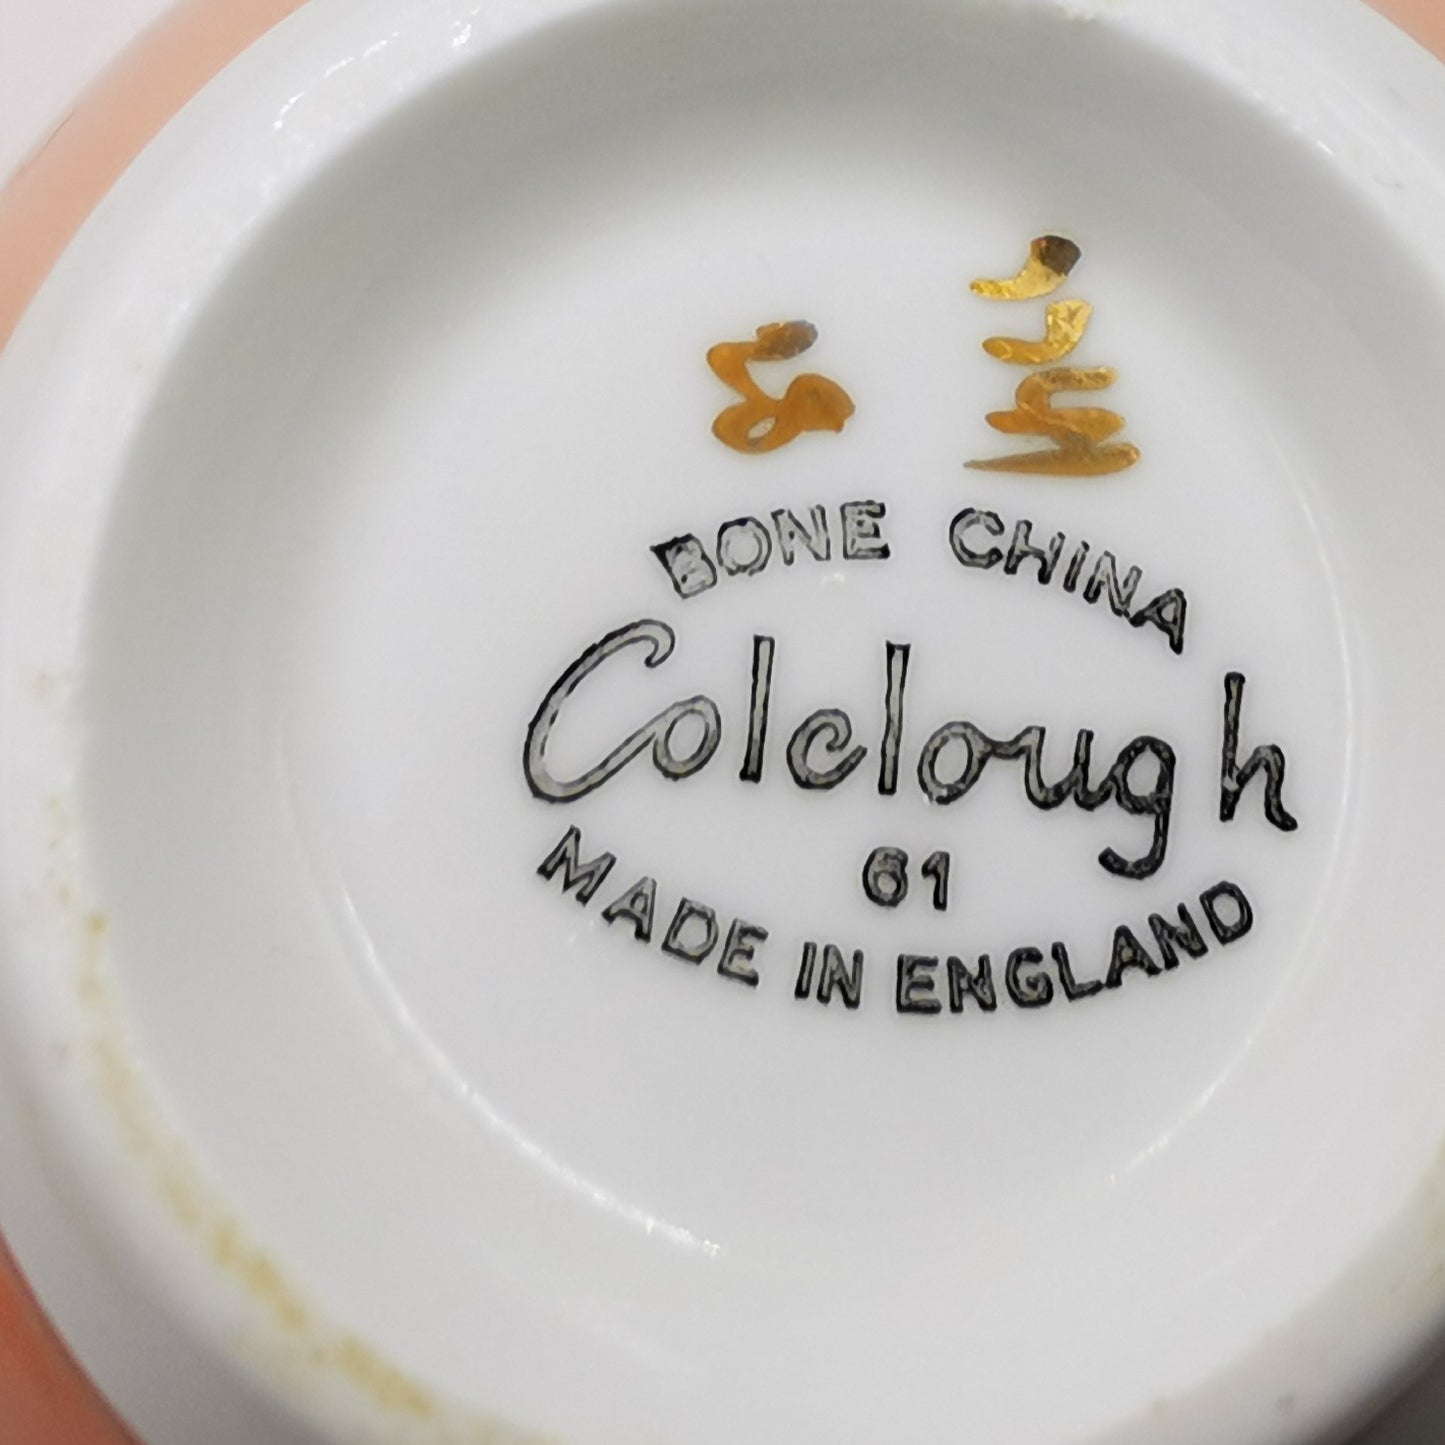 BONE CHINA
Colclough
61
MADE IN ENGLAND